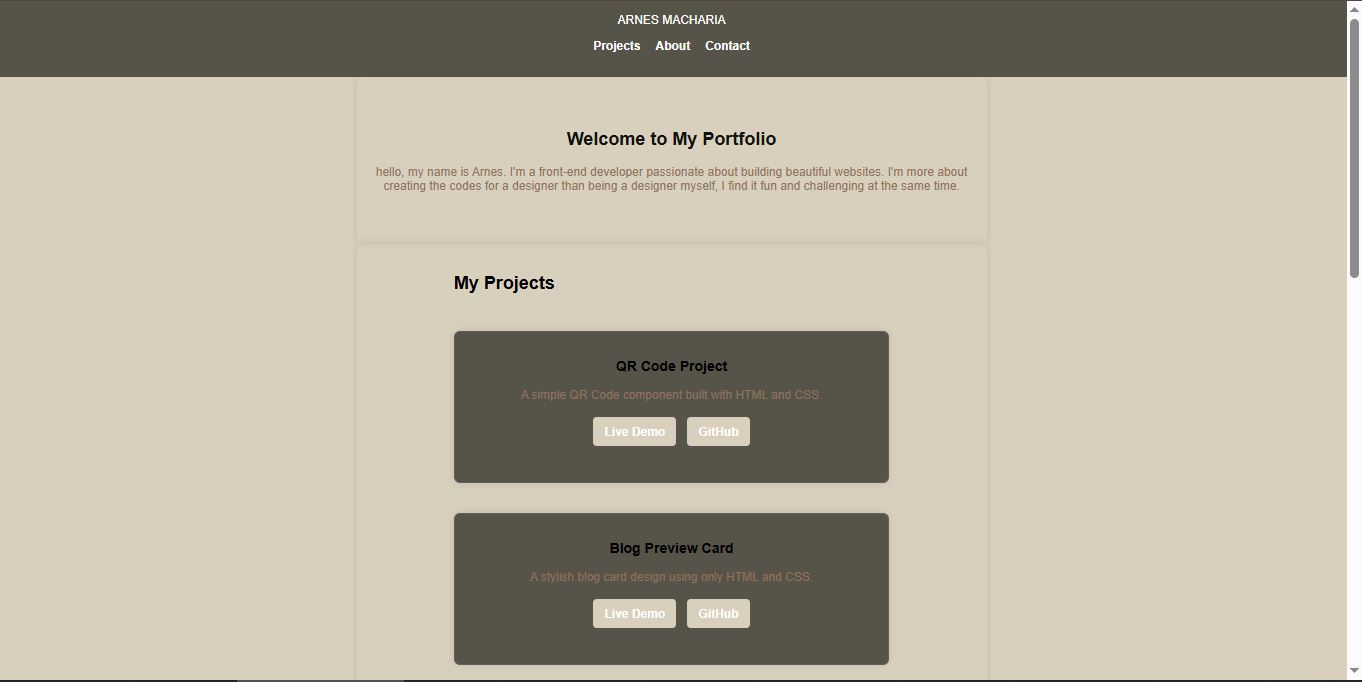 ARNES MACHARIA
Projects About Contact
Welcome to My Portfolio
hello, my name is Arnes. I'm a front-end developer passionate about building beautiful websites. I'm more about
creating the codes for a designer than being a designer myself, I find it fun and challenging at the same time.
My Projects
QR Code Project
A simple QR Code component built with HTML and CSS.
Live Demo GitHub
Blog Preview Card
A stylish blog card design using only HTML and CSS.
Live Demo GitHub